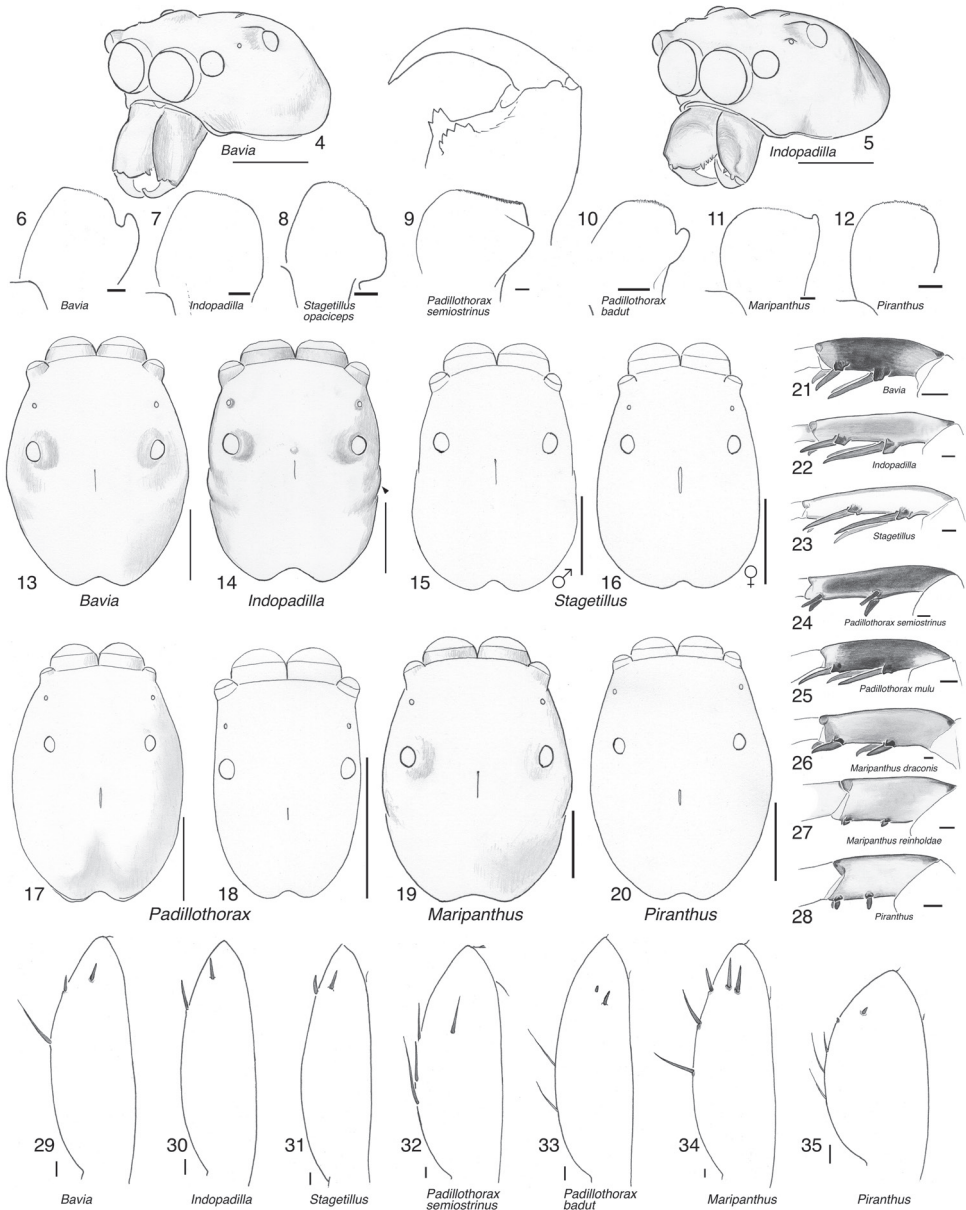 Bavia
4
Indopadilla
5
6
7
8
9
10
11
12
Bavia
Indopadilla
Stagetillus
opaciceps
Padillothorax
semiostrinus
Padillothorax
badut
Maripanthus
Piranthus
13
14
15
♂
16
♀
Bavia
Indopadilla
Stagetillus
21
Bavia
22
Indopadilla
23
Stagetillus
24
Padillothorax semiostrinus
25
Padillothorax mulu
26
Maripanthus draconis
27
Maripanthus reinholdae
28
Piranthus
17
18
19
20
Padillothorax
Maripanthus
Piranthus
29
30
31
32
33
34
35
Bavia
Indopadilla
Stagetillus
Padillothorax
semiostrinus
Padillothorax
badut
Maripanthus
Piranthus